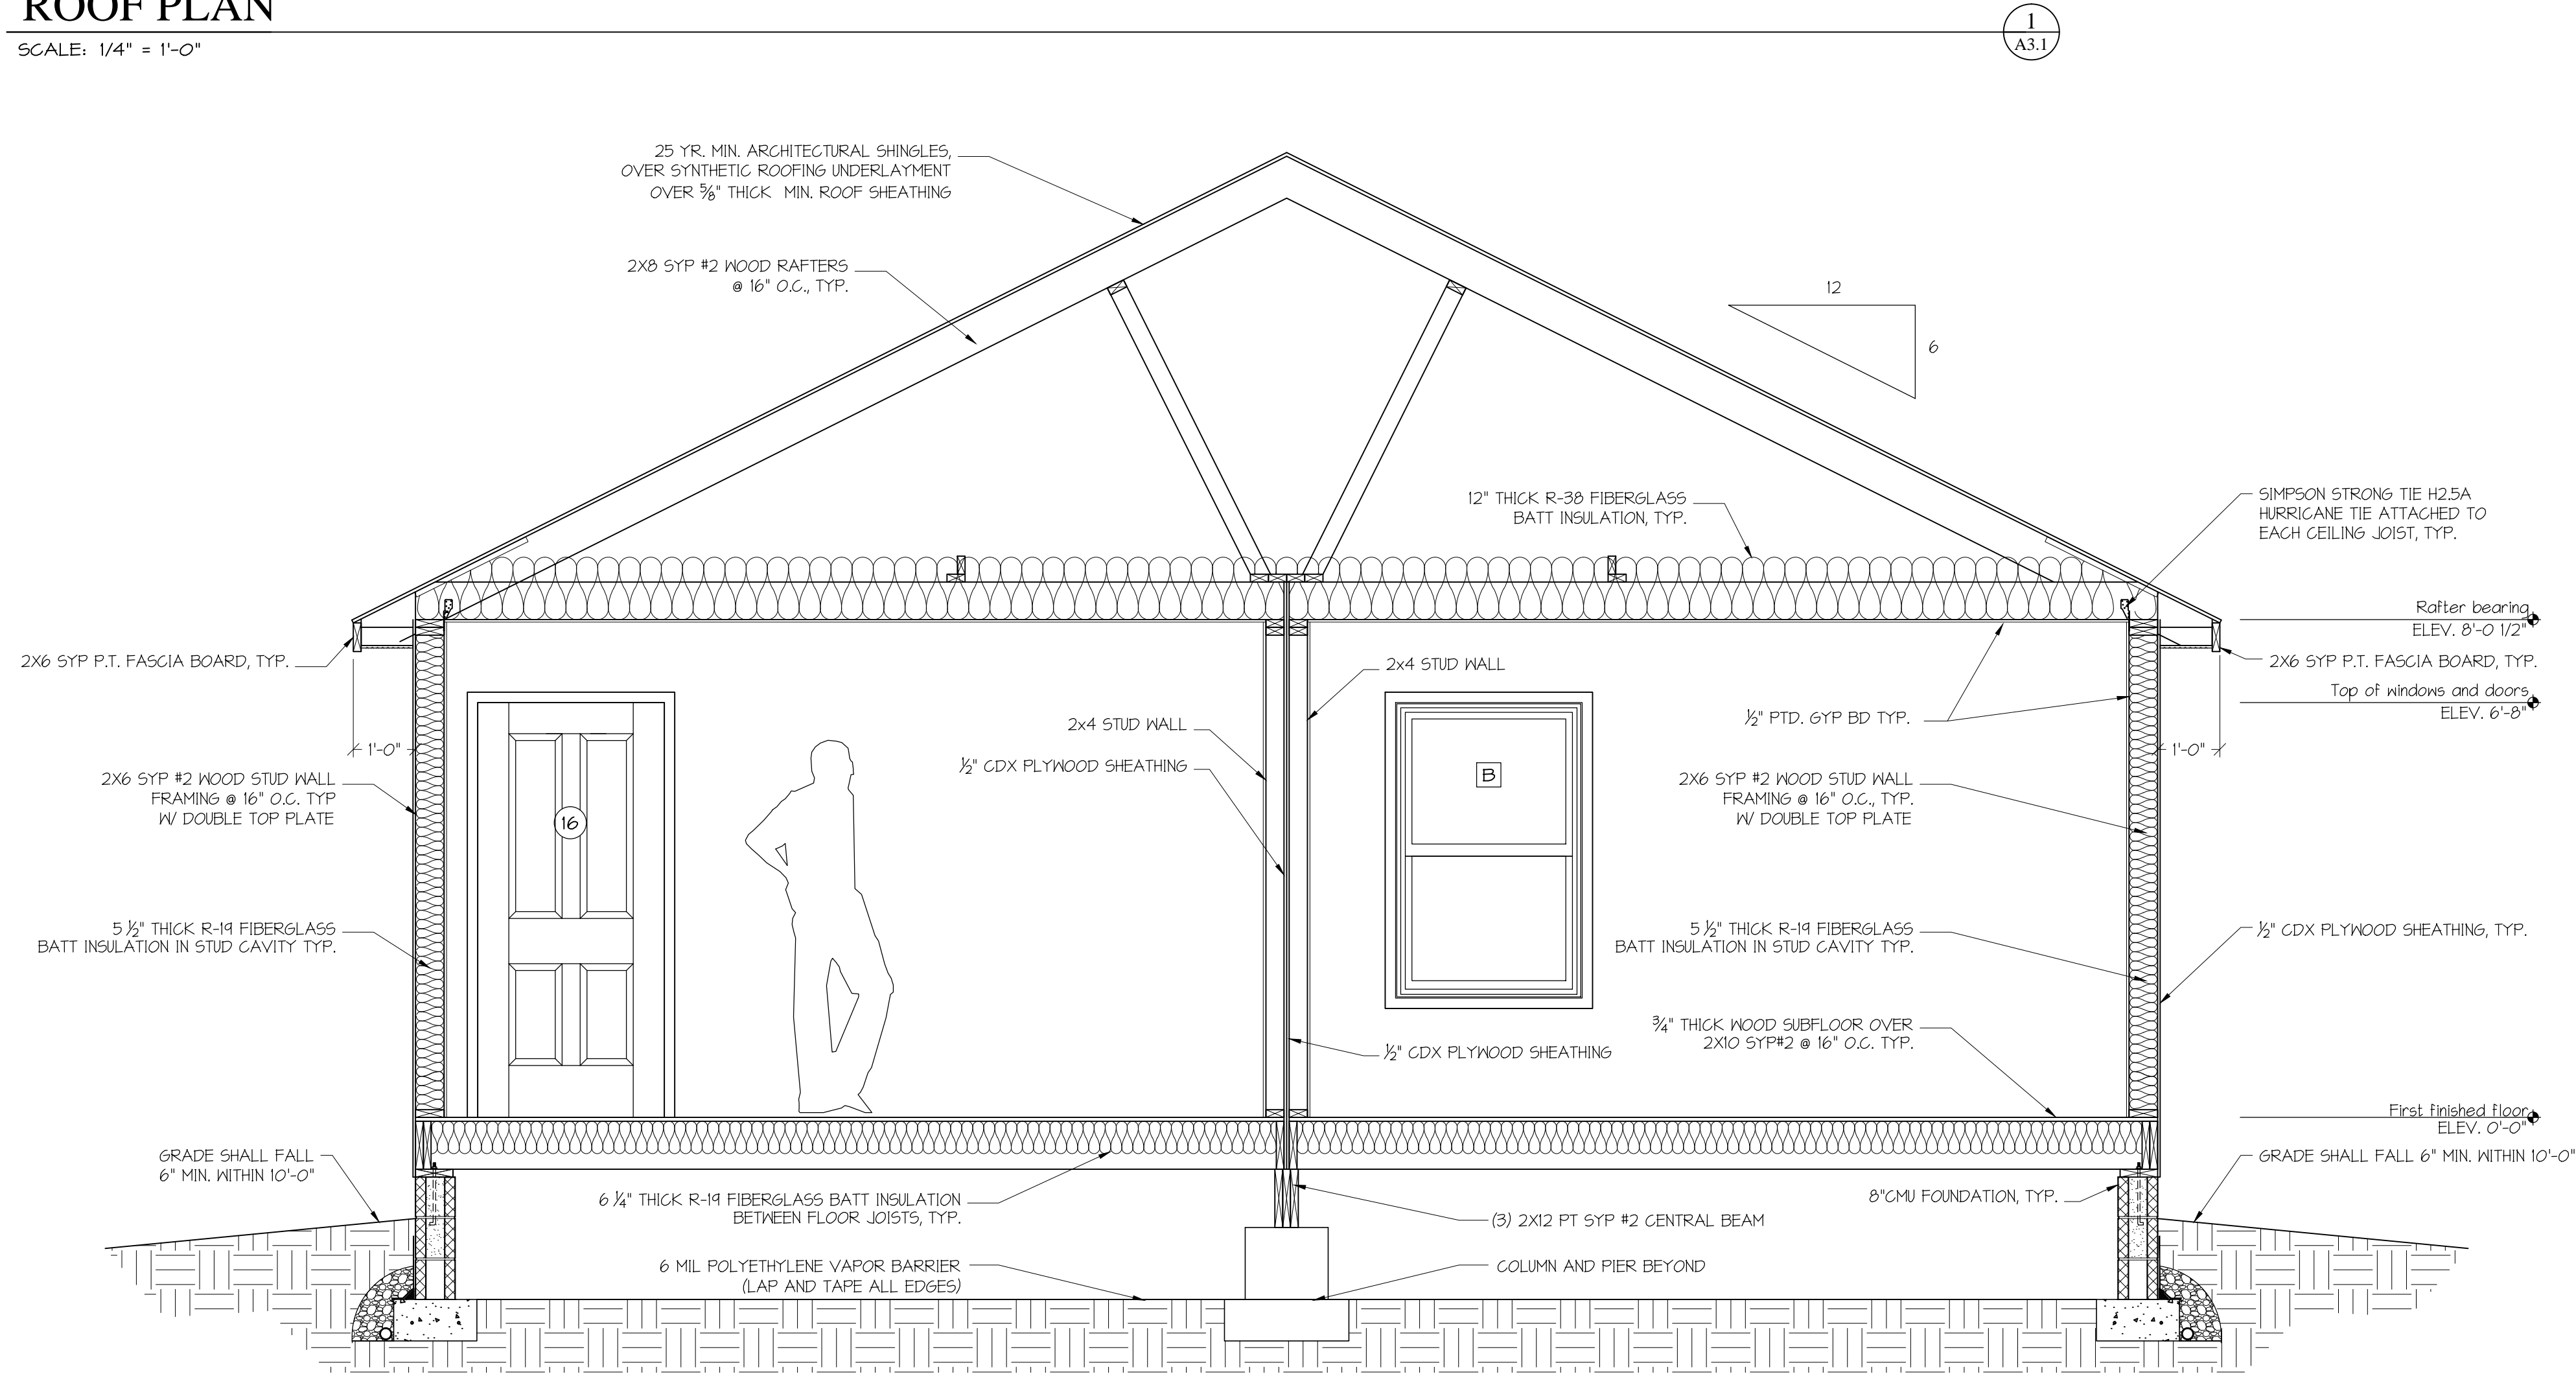 ROOF PLAN
SCALE: 1/4" = 1'-0"
1
A3.1
25 YR. MIN. ARCHITECTURAL SHINGLES,
OVER SYNTHETIC ROOFING UNDERLAYMENT
OVER 5/8" THICK MIN. ROOF SHEATHING
2X8 SYP #2 WOOD RAFTERS
@ 16" O.C., TYP.
12
6
12" THICK R-38 FIBERGLASS
BATT INSULATION, TYP.
SIMPSON STRONG TIE H2.5A
HURRICANE TIE ATTACHED TO
EACH CEILING JOIST, TYP.
Rafter bearing
ELEV. 8'-0 1/2"
2X6 SYP P.T. FASCIA BOARD, TYP.
2X6 SYP P.T. FASCIA BOARD, TYP.
Top of windows and doors
ELEV. 6'-8"
2x4 STUD WALL
2x4 STUD WALL
1/2" PTD. GYP BD TYP.
1'-0"
1'-0"
1/2" CDX PLYWOOD SHEATHING
B
2X6 SYP #2 WOOD STUD WALL
FRAMING @ 16" O.C. TYP
W/ DOUBLE TOP PLATE
16
2X6 SYP #2 WOOD STUD WALL
FRAMING @ 16" O.C., TYP.
W/ DOUBLE TOP PLATE
5 1/2" THICK R-19 FIBERGLASS
BATT INSULATION IN STUD CAVITY TYP.
5 1/2" THICK R-19 FIBERGLASS
BATT INSULATION IN STUD CAVITY TYP.
1/2" CDX PLYWOOD SHEATHING, TYP.
3/4" THICK WOOD SUBFLOOR OVER
2X10 SYP#2 @ 16" O.C. TYP.
1/2" CDX PLYWOOD SHEATHING
First finished floor
ELEV. 0'-0"
GRADE SHALL FALL
6" MIN. WITHIN 10'-0"
GRADE SHALL FALL 6" MIN. WITHIN 10'-0"
6 1/4" THICK R-19 FIBERGLASS BATT INSULATION
BETWEEN FLOOR JOISTS, TYP.
8"CMU FOUNDATION, TYP.
(3) 2X12 PT SYP #2 CENTRAL BEAM
6 MIL POLYETHYLENE VAPOR BARRIER
(LAP AND TAPE ALL EDGES)
COLUMN AND PIER BEYOND